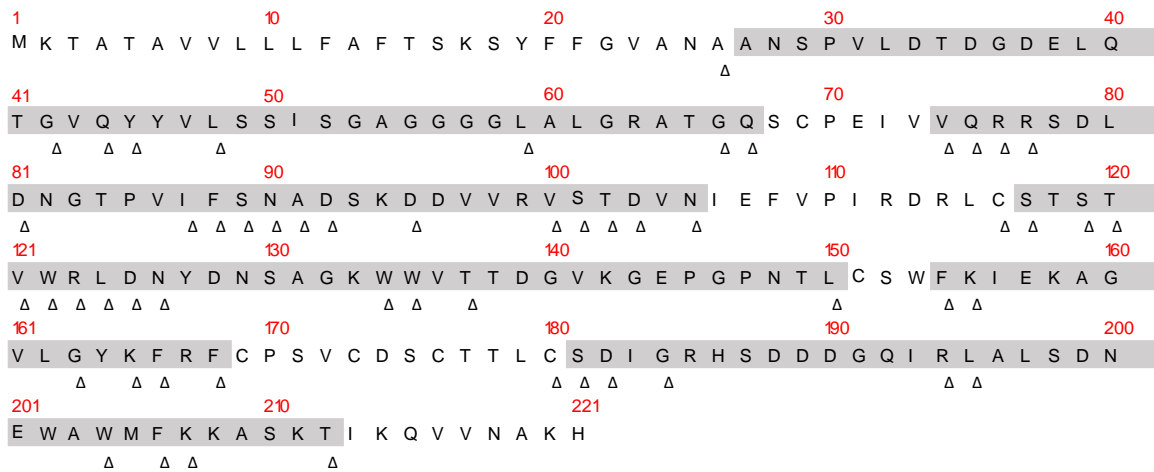 1 10 20 30 40
M K T A T A V V L L L F A F T S K S Y F F G V A N A A N S P V L D T D G D E L Q
Δ
41 50 60 70 80
T G V Q Y Y V L S S I S G A G G G G L A L G R A T G Q S C P E I V V Q R R S D L
Δ Δ Δ Δ Δ Δ Δ Δ Δ Δ Δ
81 90 100 110 120
D N G T P V I F S N A D S K D D V V R V S T D V N I E F V P I R D R L C S T S T
Δ Δ Δ Δ Δ Δ Δ Δ Δ Δ Δ Δ Δ Δ Δ Δ Δ
121 130 140 150 160
V W R L D N Y D N S A G K W W V T T D G V K G E P G P N T L C S W F K I E K A G
Δ Δ Δ Δ Δ Δ Δ Δ Δ Δ Δ Δ
161 170 180 190 200
V L G Y K F R F C P S V C D S C T T L C S D I G R H S D D D G Q I R L A L S D N
Δ Δ Δ Δ Δ Δ Δ Δ Δ Δ
201 210 221
E W A W M F K K A S K T I K Q V V N A K H
Δ Δ Δ Δ